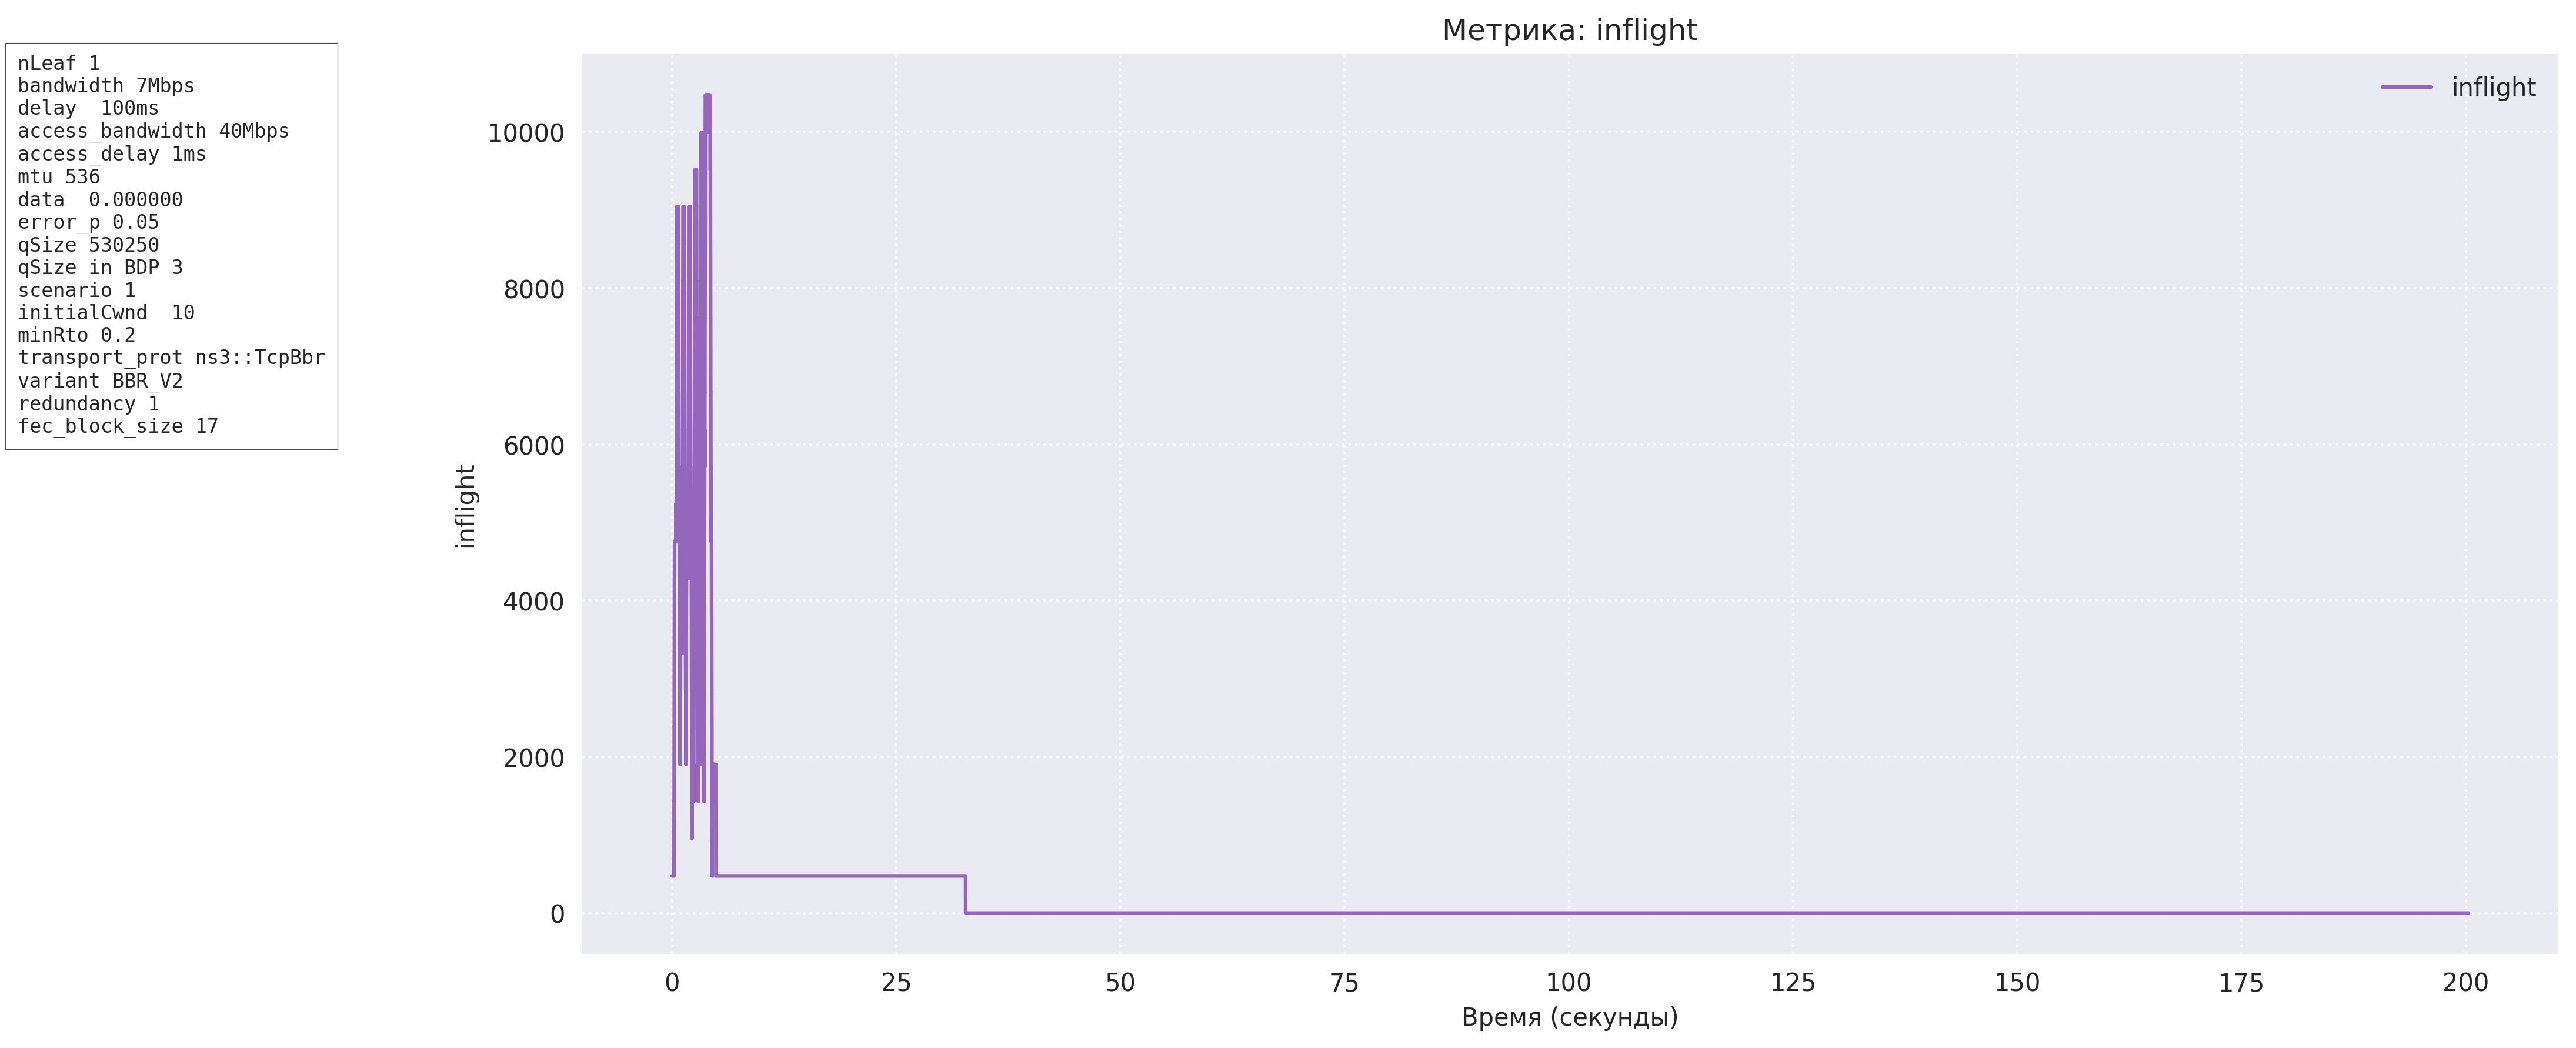 Метрика: inflight
nLeaf 1
bandwidth 7Mbps
delay  100ms
access_bandwidth 40Mbps
access_delay 1ms
mtu 536
data  0.000000
error_p 0.05
qSize 530250
qSize in BDP 3
scenario 1
initialCwnd  10
minRto 0.2
transport_prot ns3::TcpBbr
variant BBR_V2
redundancy 1
fec_block_size 17
inflight
inflight
10000
8000
6000
4000
2000
0
0 25 50 75 100 125 150 175 200
Время (секунды)